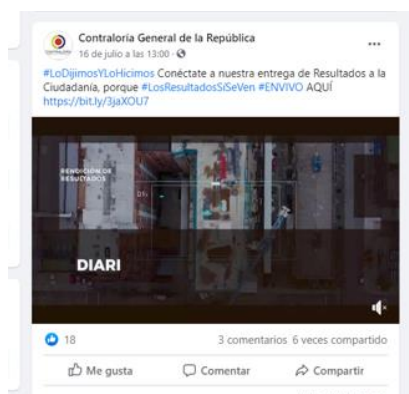 Contraloría General de la República
16 de julio a las 13:00 ·
#LoDijimosYLoHicimos Conéctate a nuestra entrega de Resultados a la
Ciudadanía, porque #LosResultadosSíSeVen #ENVIVO AQUÍ
https://bit.ly/3jaXOU7
RENDICIÓN DE
RESULTADOS
DIARI
18
3 comentarios 6 veces compartido
Me gusta
Comentar
Compartir